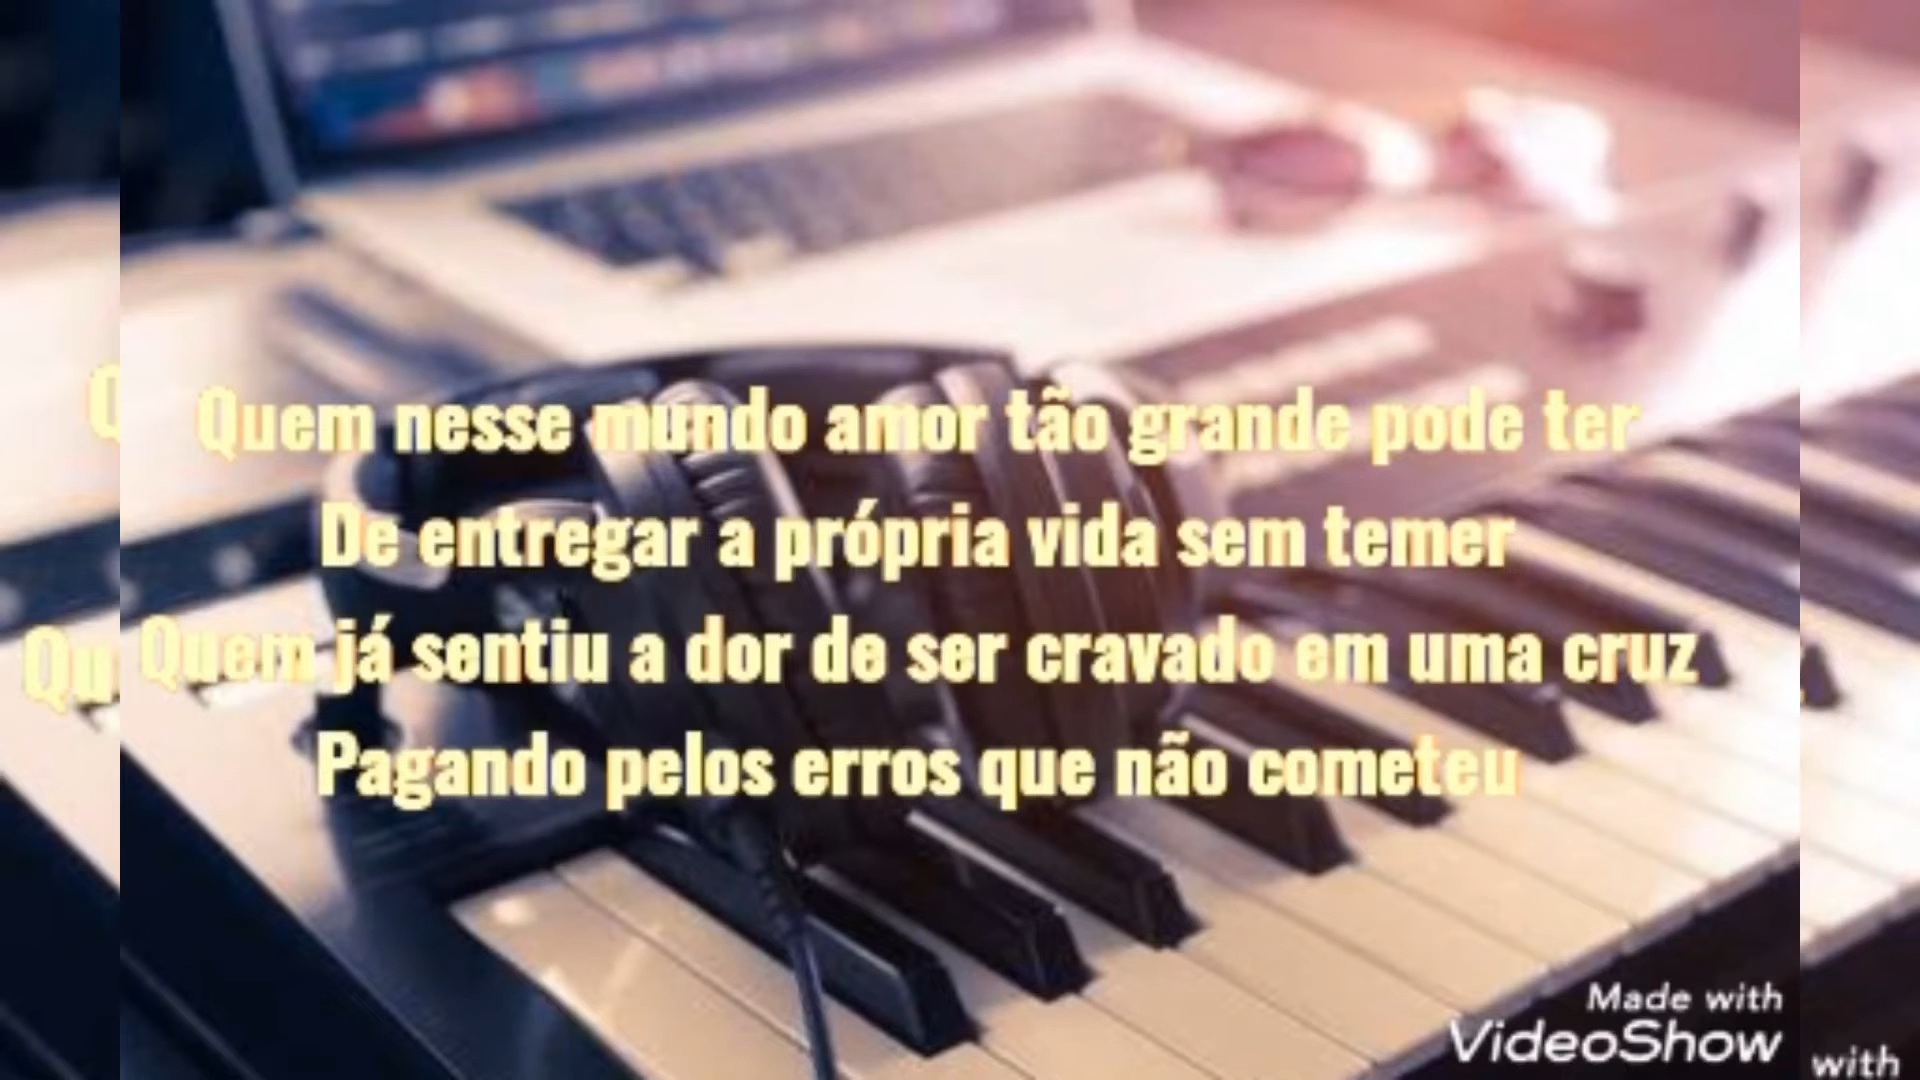 Quem nesse mundo amor tão grande pode ter
De entregar a própria vida sem temer
Quem já sentiu a dor de ser cravado em uma cruz
Pagando pelos erros que não cometeu
Made with
VideoShow
with